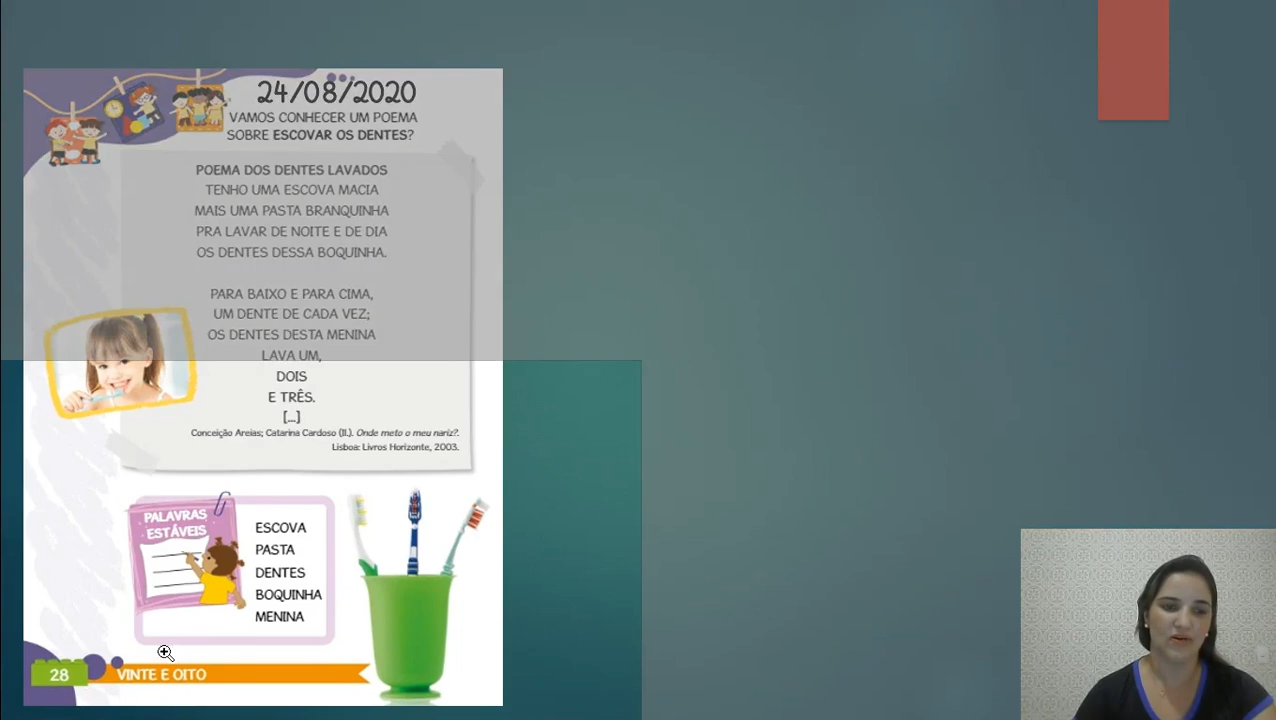 24/08/2020
VAMOS CONHECER UM POEMA
SOBRE ESCOVAR OS DENTES?
POEMA DOS DENTES LAVADOS
TENHO UMA ESCOVA MACIA
MAIS UMA PASTA BRANQUINHA
PRA LAVAR DE NOITE E DE DIA
OS DENTES DESSA BOQUINHA.
PARA BAIXO E PARA CIMA,
UM DENTE DE CADA VEZ;
OS DENTES DESTA MENINA
LAVA UM,
DOIS
E TRÊS.
[...]
Conceição Areias; Catarina Cardoso (Il.). Onde meto o meu nariz?.
Lisboa: Livros Horizonte, 2003.
PALAVRAS
ESTÁVEIS
ESCOVA
PASTA
DENTES
BOQUINHA
MENINA
28
VINTE E OITO